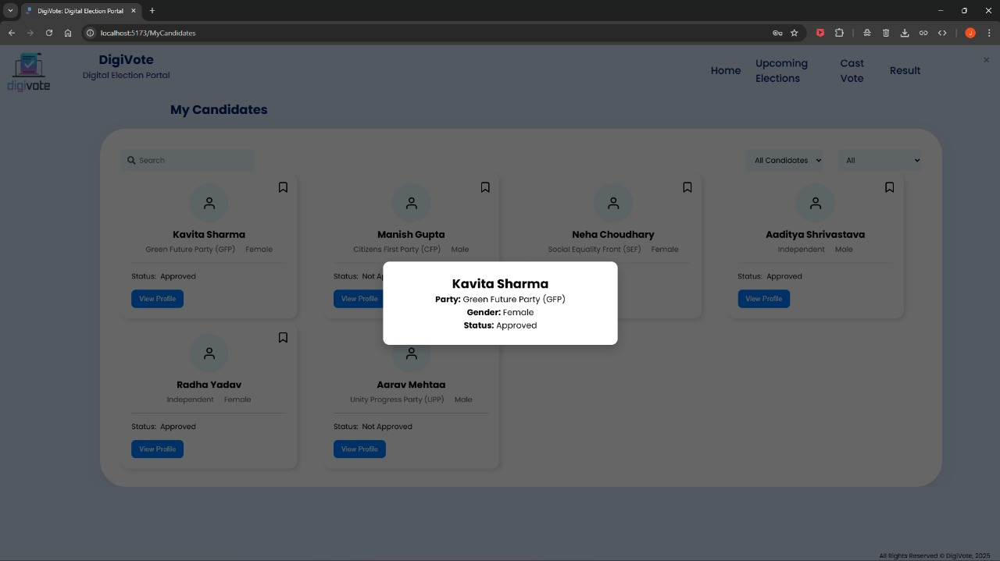 DigiVote: Digital Election Portal
localhost:5173/MyCandidates
J
digivote
DigiVote
Digital Election Portal
Home
Upcoming Elections
Cast Vote
Result
My Candidates
Search
All Candidates
All
Kavita Sharma
Green Future Party (GFP) Female
Status: Approved
View Profile
Manish Gupta
Citizens First Party (CFP) Male
Status: Not Ap
View Profile
Neha Choudhary
Social Equality Front (SEF) Female
Aaditya Shrivastava
Independent Male
Status: Approved
View Profile
Kavita Sharma
Party: Green Future Party (GFP)
Gender: Female
Status: Approved
Radha Yadav
Independent Female
Status: Approved
View Profile
Aarav Mehtaa
Unity Progress Party (UPP) Male
Status: Not Approved
View Profile
All Rights Reserved © DigiVote, 2025